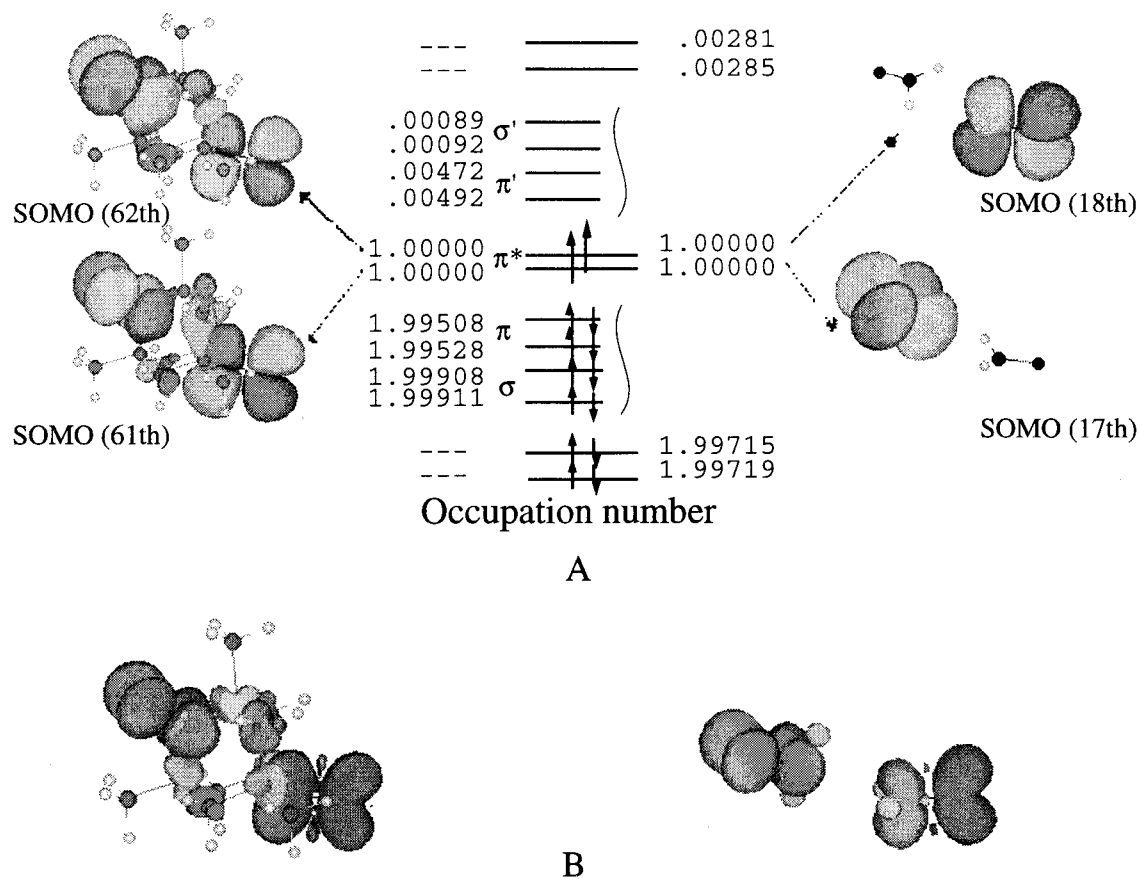 --- .00281
--- .00285
.00089 σ'
.00092
.00472 π'
.00492
SOMO (62th)
SOMO (18th)
1.00000 π* 1.00000
1.00000 1.00000
1.99508 π
1.99528
1.99908 σ
1.99911
SOMO (61th)
SOMO (17th)
--- 1.99715
--- 1.99719
Occupation number
A
B